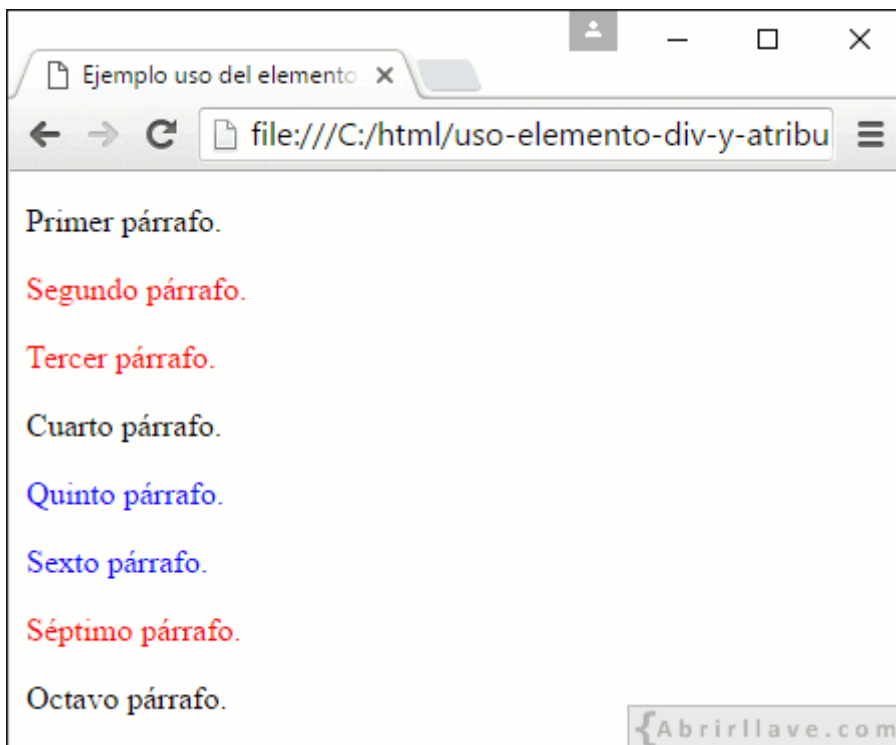 Ejemplo uso del elemento
file:///C:/html/uso-elemento-div-y-atribu
Primer párrafo.
Segundo párrafo.
Tercer párrafo.
Cuarto párrafo.
Quinto párrafo.
Sexto párrafo.
Séptimo párrafo.
Octavo párrafo.
{Abrirllave.com